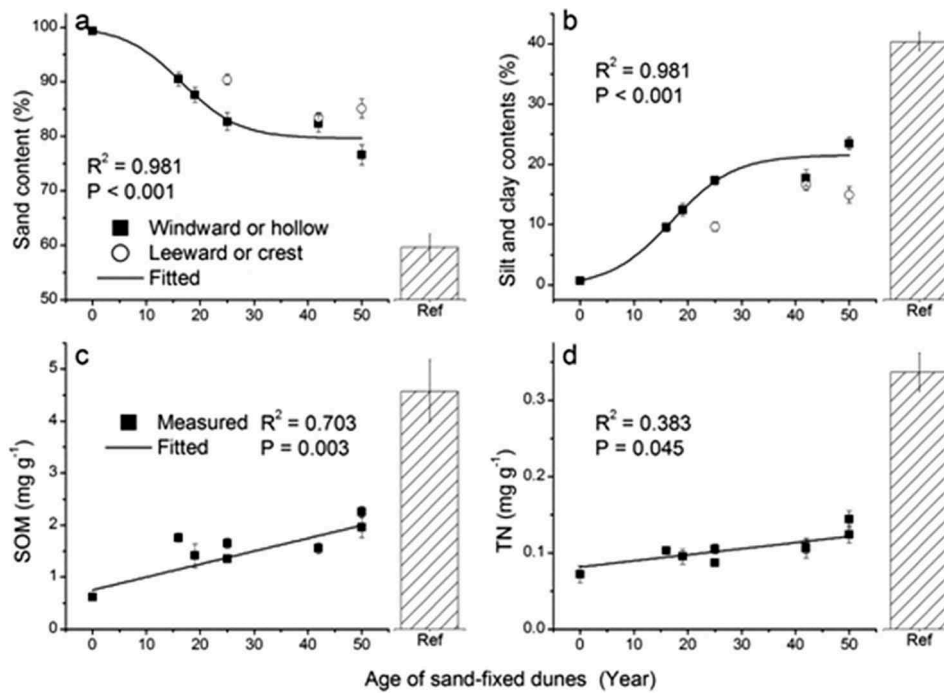 a
Sand content (%)
100
90
80
70
60
50
R² = 0.981
P < 0.001
Windward or hollow
Leeward or crest
Fitted
0 10 20 30 40 50
Ref
b
Silt and clay contents (%)
40
30
20
10
0
R² = 0.981
P < 0.001
0 10 20 30 40 50
Ref
c
SOM (mg g⁻¹)
5
4
3
2
1
0
Measured R² = 0.703
Fitted P = 0.003
0 10 20 30 40 50
Ref
d
TN (mg g⁻¹)
0.3
0.2
0.1
0.0
R² = 0.383
P = 0.045
0 10 20 30 40 50
Ref
Age of sand-fixed dunes (Year)